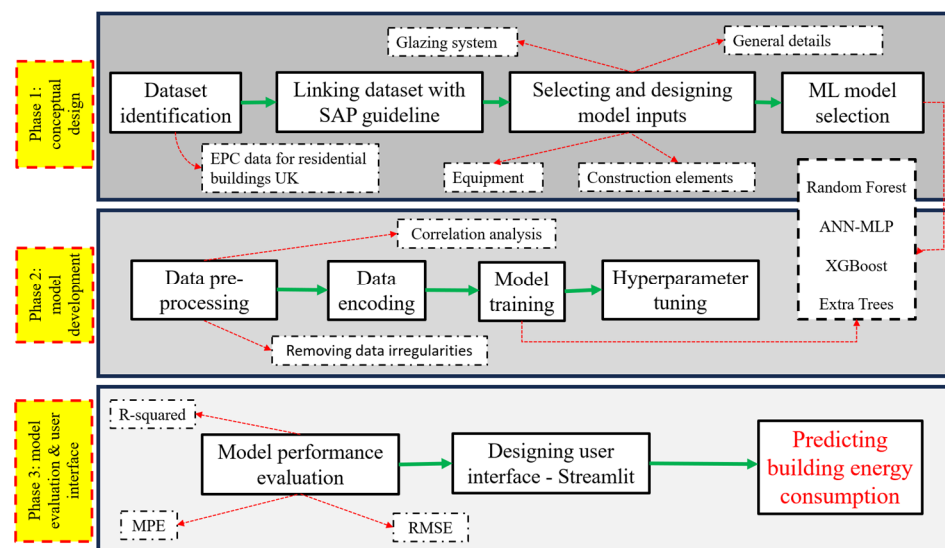 Phase 1:
conceptual
design
Glazing system
General details
Dataset
identification
Linking dataset with
SAP guideline
Selecting and designing
model inputs
ML model
selection
EPC data for residential
buildings UK
Equipment
Construction elements
Random Forest
ANN-MLP
XGBoost
Extra Trees
Phase 2:
model
development
Correlation analysis
Data pre-
processing
Data
encoding
Model
training
Hyperparameter
tuning
Removing data irregularities
Phase 3: model
evaluation & user
interface
R-squared
Model performance
evaluation
Designing user
interface - Streamlit
Predicting
building energy
consumption
MPE
RMSE